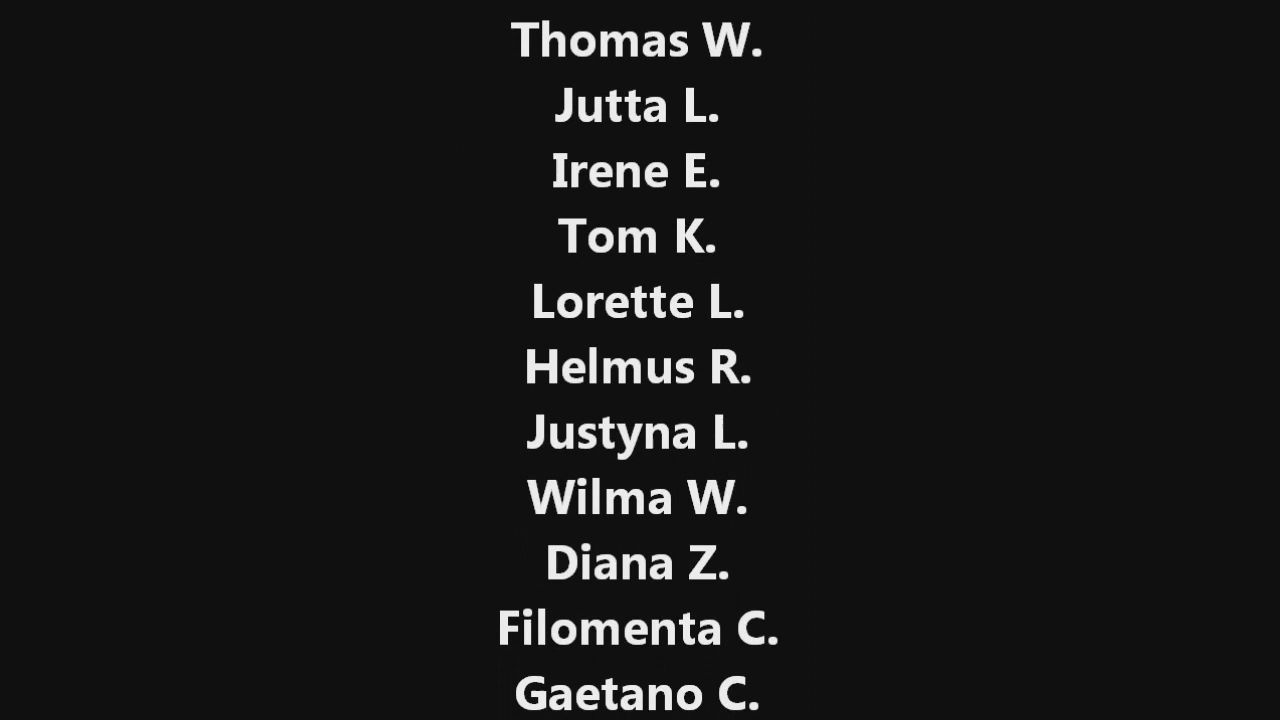 Thomas W.
Jutta L.
Irene E.
Tom K.
Lorette L.
Helmus R.
Justyna L.
Wilma W.
Diana Z.
Filomenta C.
Gaetano C.